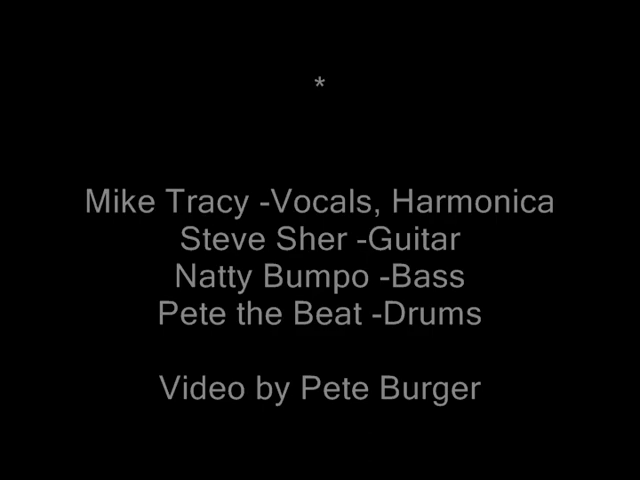 *
Mike Tracy -Vocals, Harmonica
Steve Sher -Guitar
Natty Bumpo -Bass
Pete the Beat -Drums
Video by Pete Burger